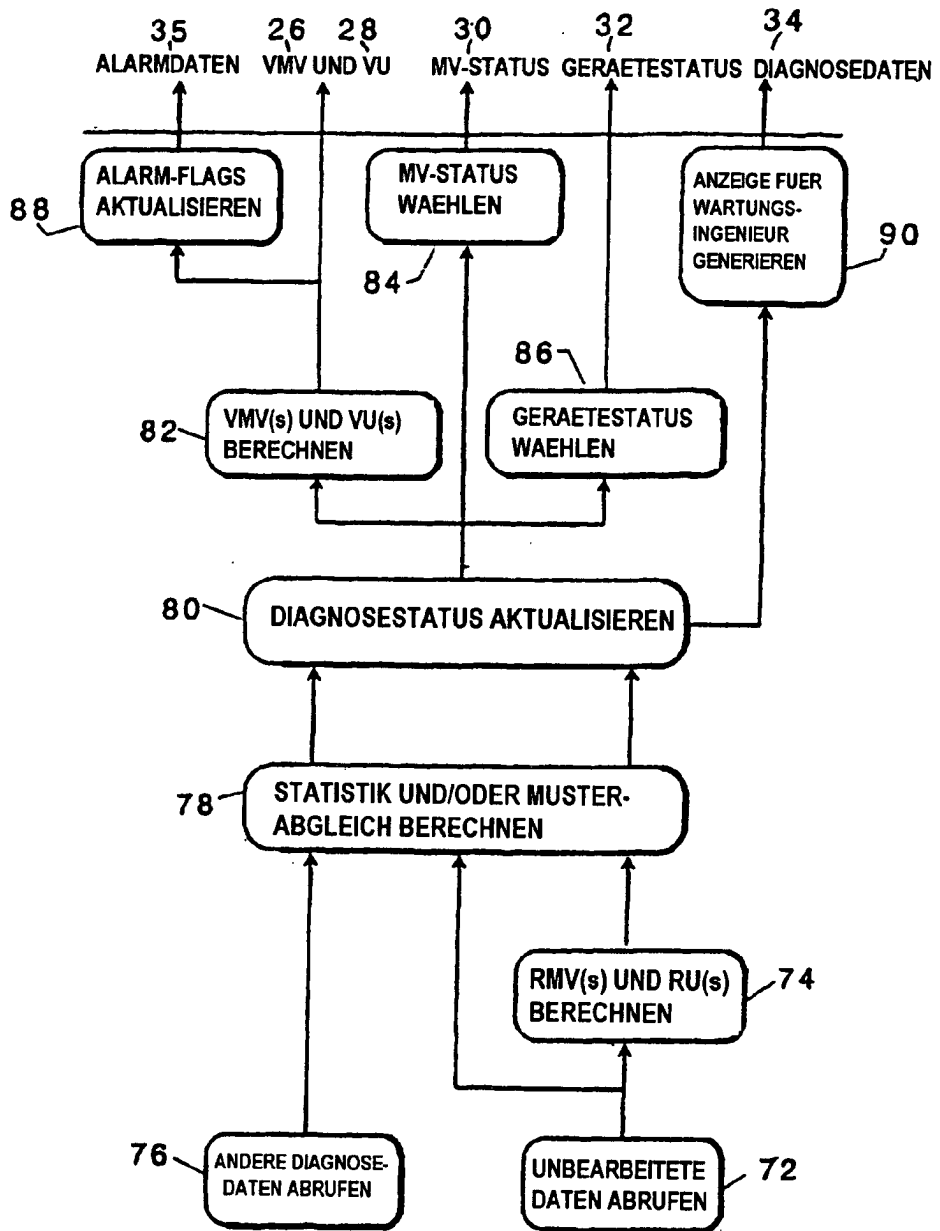 35 26 28 30 32 34
ALARMDATEN VMV UND VU MV-STATUS GERAETESTATUS DIAGNOSEDATEN
88
ALARM-FLAGS
AKTUALISIEREN
MV-STATUS
WAEHLEN
84
ANZEIGE FUER
WARTUNGS-
INGENIEUR
GENERIEREN
90
82
VMV(s) UND VU(s)
BERECHNEN
86
GERAETESTATUS
WAEHLEN
80
DIAGNOSESTATUS AKTUALISIEREN
78
STATISTIK UND/ODER MUSTER-
ABGLEICH BERECHNEN
RMV(s) UND RU(s)
BERECHNEN
74
76
ANDERE DIAGNOSE-
DATEN ABRUFEN
UNBEARBEITETE
DATEN ABRUFEN
72